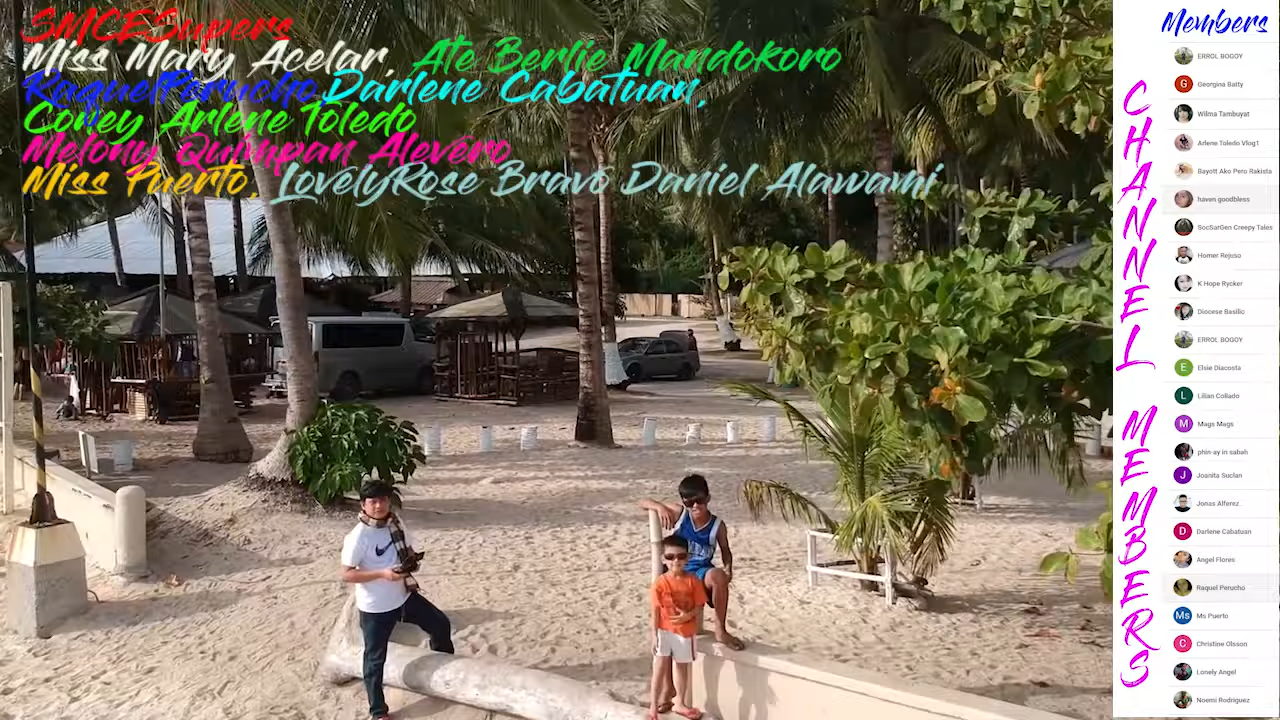 SMCESupers
Miss Mary Acelar, Ate Berlie Mandokoro
RaquelPerucho,Darlene Cabatuan,
Coney Arlene Toledo
Melony Quimpan Alevero
Miss Puerto, LovelyRose Bravo Daniel Alawami
Members
CHANNEL MEMBERS
ERROL BOGOY
G Georgina Batty
Wilma Tambuyat
Arlene Toledo Vlog1
Bayott Ako Pero Rakista
haven goodbless
SocSarGen Creepy Tales
Homer Rejuso
K Hope Rycker
Diocese Basilio
ERROL BOGOY
E Elsie Diacosta
L Lilian Collado
M Mags Mags
phin-ay in sabah
J Joanita Suclan
Jonas Alferez
D Darlene Cabatuan
Angel Flores
Raquel Perucho
Ms Ms Puerto
C Christine Olsson
Lonely Angel
Noemi Rodriguez